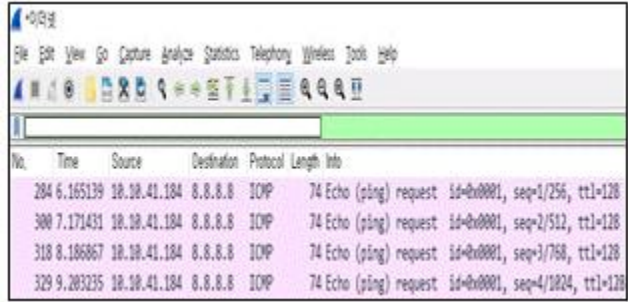 *이더넷
File Edit View Go Capture Analyze Statistics Telephony Wireless Tools Help
No. Time Source Destination Protocol Length Info
284 6.165139 10.10.41.184 8.8.8.8 ICMP 74 Echo (ping) request id=0x0001, seq=1/256, ttl=128
300 7.171431 10.10.41.184 8.8.8.8 ICMP 74 Echo (ping) request id=0x0001, seq=2/512, ttl=128
318 8.186867 10.10.41.184 8.8.8.8 ICMP 74 Echo (ping) request id=0x0001, seq=3/768, ttl=128
329 9.203235 10.10.41.184 8.8.8.8 ICMP 74 Echo (ping) request id=0x0001, seq=4/1024, ttl=128